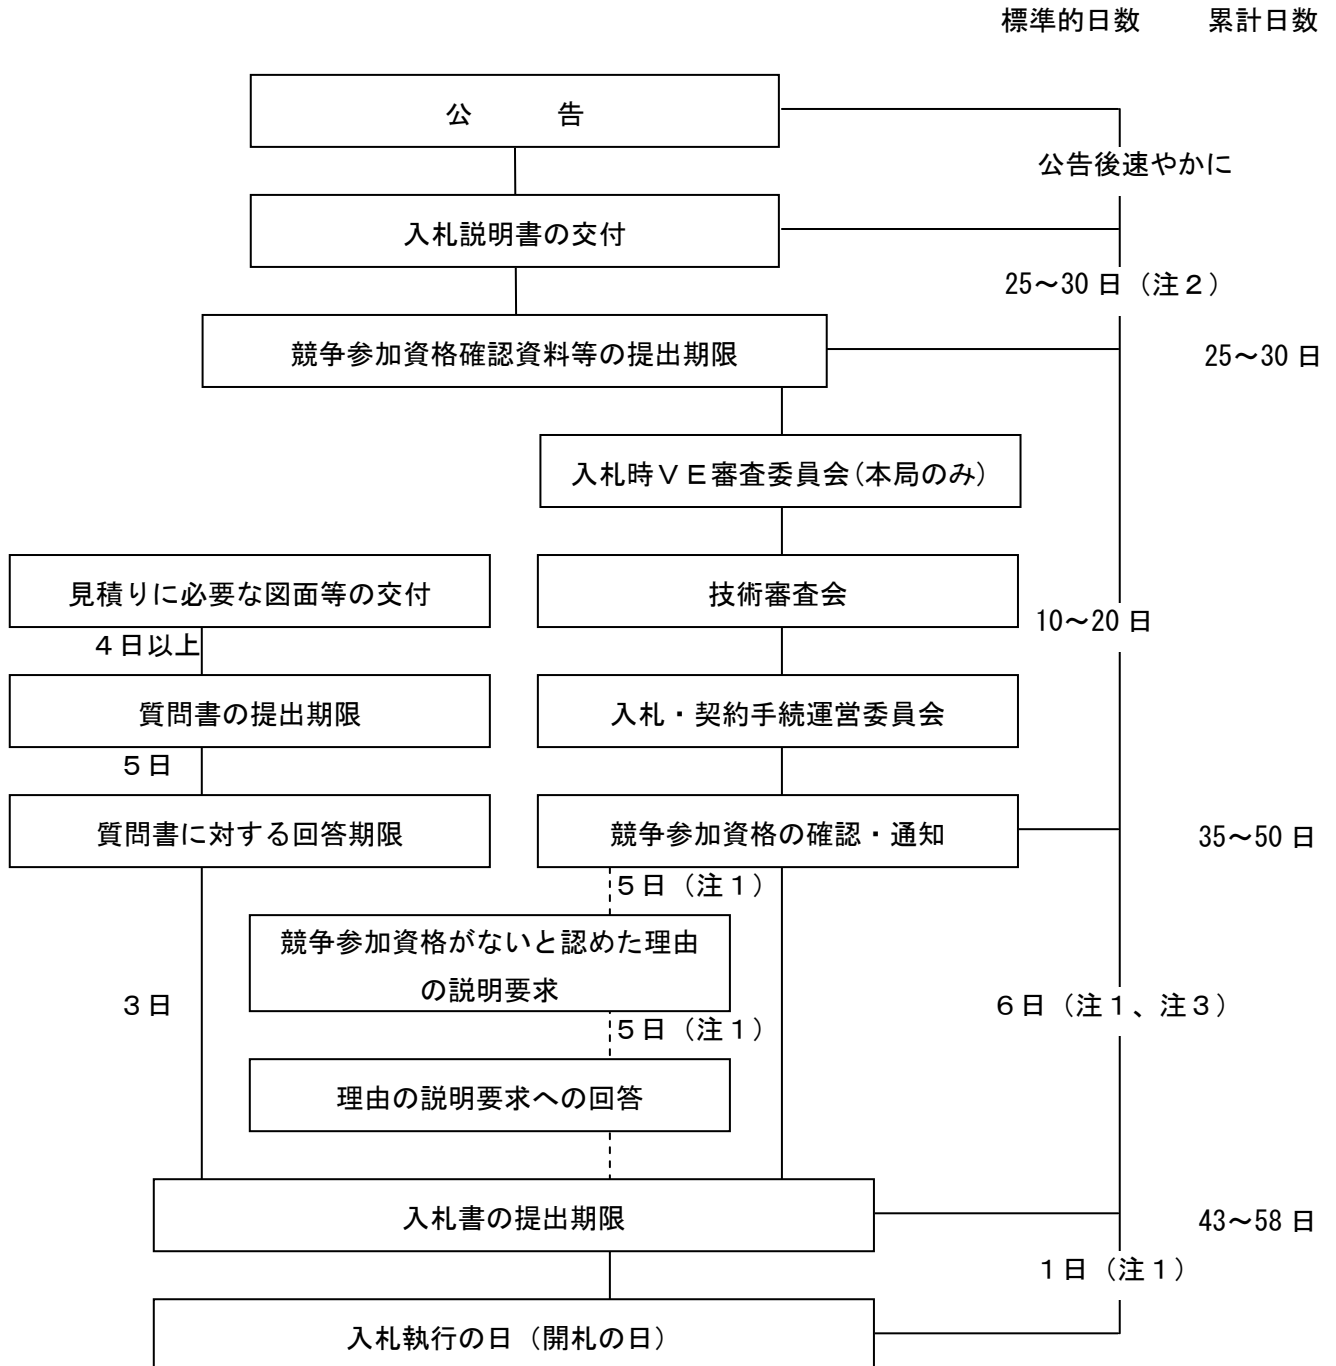 標準的日数　累計日数
公　告
公告後速やかに
入札説明書の交付
25～30 日（注２）
競争参加資格確認資料等の提出期限
25～30 日
入札時ＶＥ審査委員会(本局のみ)
見積りに必要な図面等の交付
技術審査会
10～20 日
４日以上
質問書の提出期限
入札・契約手続運営委員会
５日
質問書に対する回答期限
競争参加資格の確認・通知
35～50 日
５日（注１）
競争参加資格がないと認めた理由
の説明要求
３日
６日（注１、注３）
５日（注１）
理由の説明要求への回答
入札書の提出期限
43～58 日
１日（注１）
入札執行の日（開札の日）